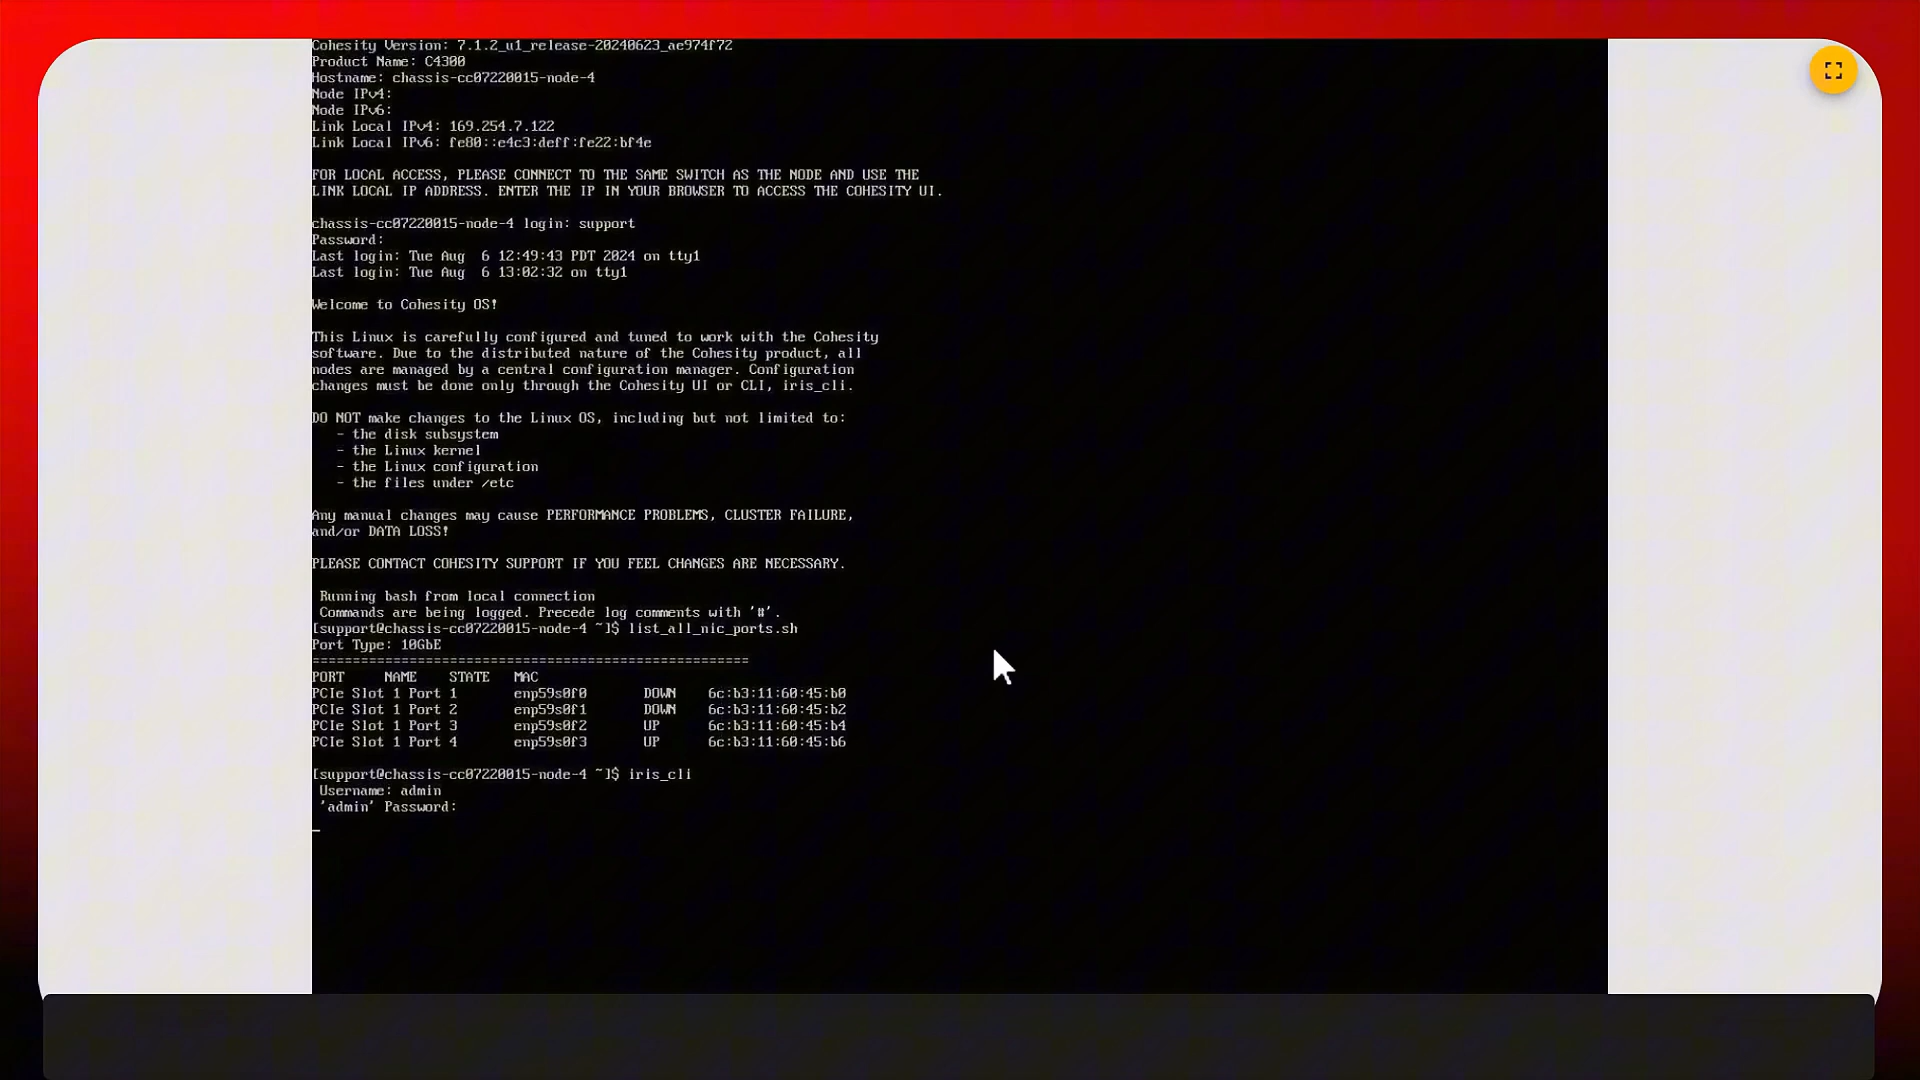 Cohesity Version: 7.1.2_u1_release-20240623_ae974f72
Product Name: C4300
Hostname: chassis-cc07220015-node-4
Node IPv4:
Node IPv6:
Link Local IPv4: 169.254.7.122
Link Local IPv6: fe80::e4c3:deff:fe22:bf4e
FOR LOCAL ACCESS, PLEASE CONNECT TO THE SAME SWITCH AS THE NODE AND USE THE
LINK LOCAL IP ADDRESS. ENTER THE IP IN YOUR BROWSER TO ACCESS THE COHESITY UI.
chassis-cc07220015-node-4 login: support
Password:
Last login: Tue Aug  6 12:49:43 PDT 2024 on tty1
Last login: Tue Aug  6 13:02:32 on tty1
Welcome to Cohesity OS!
This Linux is carefully configured and tuned to work with the Cohesity
software. Due to the distributed nature of the Cohesity product, all
nodes are managed by a central configuration manager. Configuration
changes must be done only through the Cohesity UI or CLI, iris_cli.
DO NOT make changes to the Linux OS, including but not limited to:
- the disk subsystem
- the Linux kernel
- the Linux configuration
- the files under /etc
Any manual changes may cause PERFORMANCE PROBLEMS, CLUSTER FAILURE,
and/or DATA LOSS!
PLEASE CONTACT COHESITY SUPPORT IF YOU FEEL CHANGES ARE NECESSARY.
Running bash from local connection
Commands are being logged. Precede log comments with '#'.
[support@chassis-cc07220015-node-4 ~]$ list_all_nic_ports.sh
Port Type: 10GbE
======================================================
PORT     NAME    STATE   MAC
PCIe Slot 1 Port 1       enp59s0f0       DOWN    6c:b3:11:60:45:b0
PCIe Slot 1 Port 2       enp59s0f1       DOWN    6c:b3:11:60:45:b2
PCIe Slot 1 Port 3       enp59s0f2       UP      6c:b3:11:60:45:b4
PCIe Slot 1 Port 4       enp59s0f3       UP      6c:b3:11:60:45:b6
[support@chassis-cc07220015-node-4 ~]$ iris_cli
Username: admin
'admin' Password: